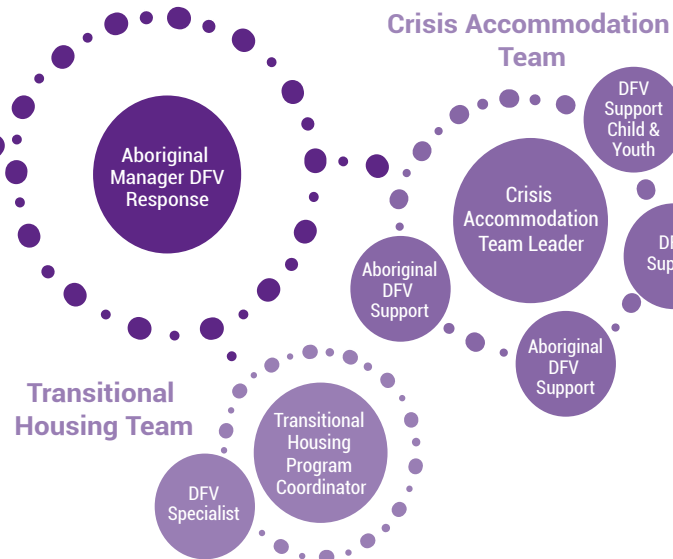 Crisis Accommodation
Team
DFV
Support
Child &
Youth
Aboriginal
Manager DFV
Response
Crisis
Accommodation
Team Leader
Aboriginal
DFV
Support
Aboriginal
DFV
Support
Transitional
Housing Team
Transitional
Housing
Program
Coordinator
DFV
Specialist